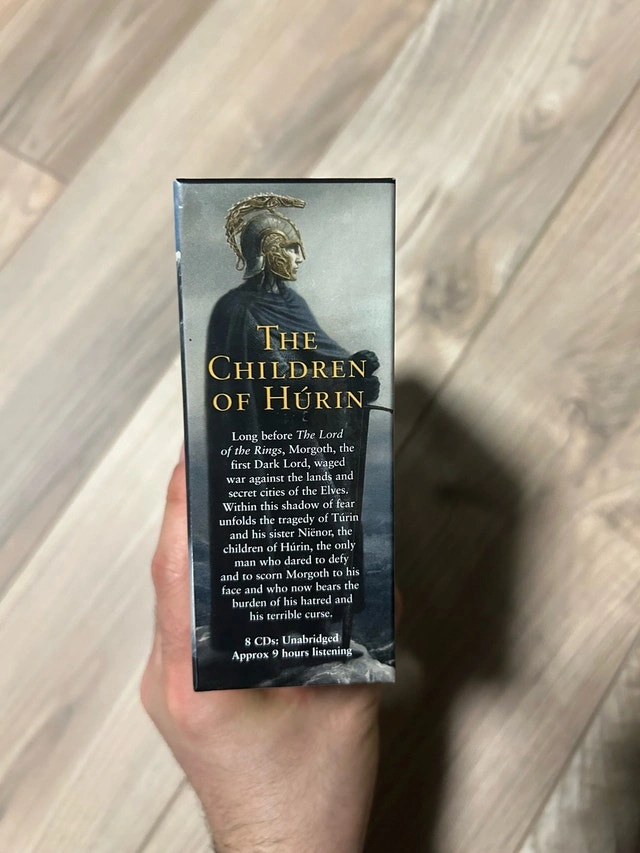 THE
CHILDREN
OF HÚRIN
Long before The Lord
of the Rings, Morgoth, the
first Dark Lord, waged
war against the lands and
secret cities of the Elves.
Within this shadow of fear
unfolds the tragedy of Túrin
and his sister Niënor, the
children of Húrin, the only
man who dared to defy
and to scorn Morgoth to his
face and who now bears the
burden of his hatred and
his terrible curse.
8 CDs: Unabridged
Approx 9 hours listening